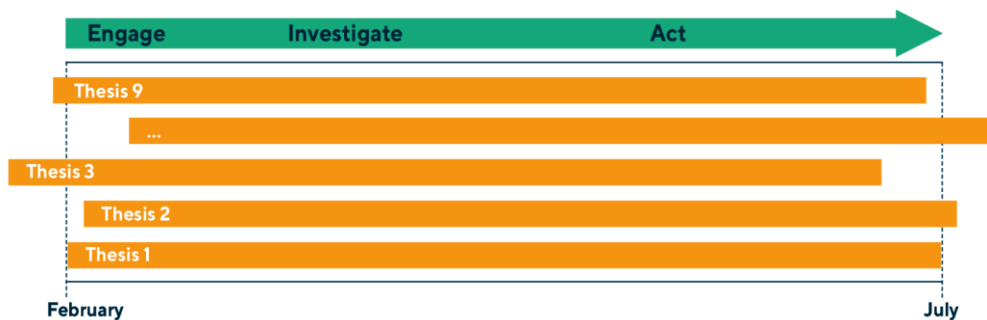 Engage Investigate Act
Thesis 9
...
Thesis 3
Thesis 2
Thesis 1
February July